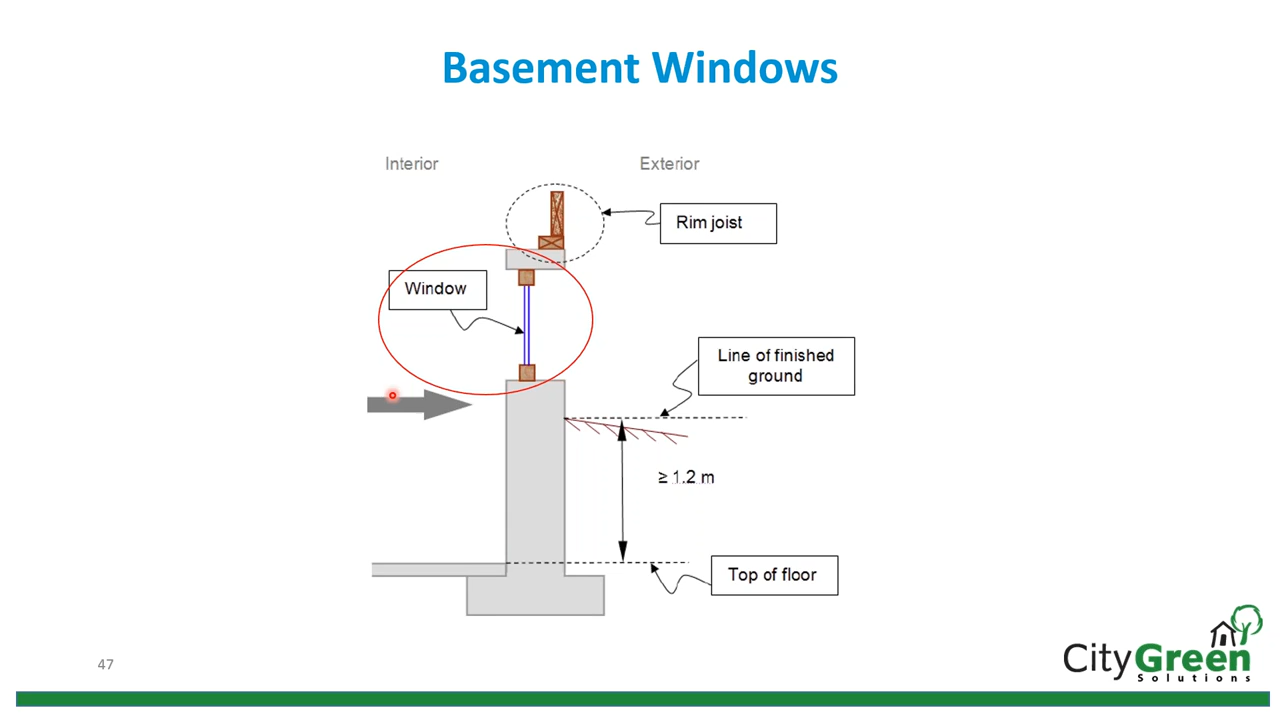 Basement Windows
Interior
Exterior
Rim joist
Window
Line of finished
ground
≥ 1.2 m
Top of floor
47
CityGreen
Solutions